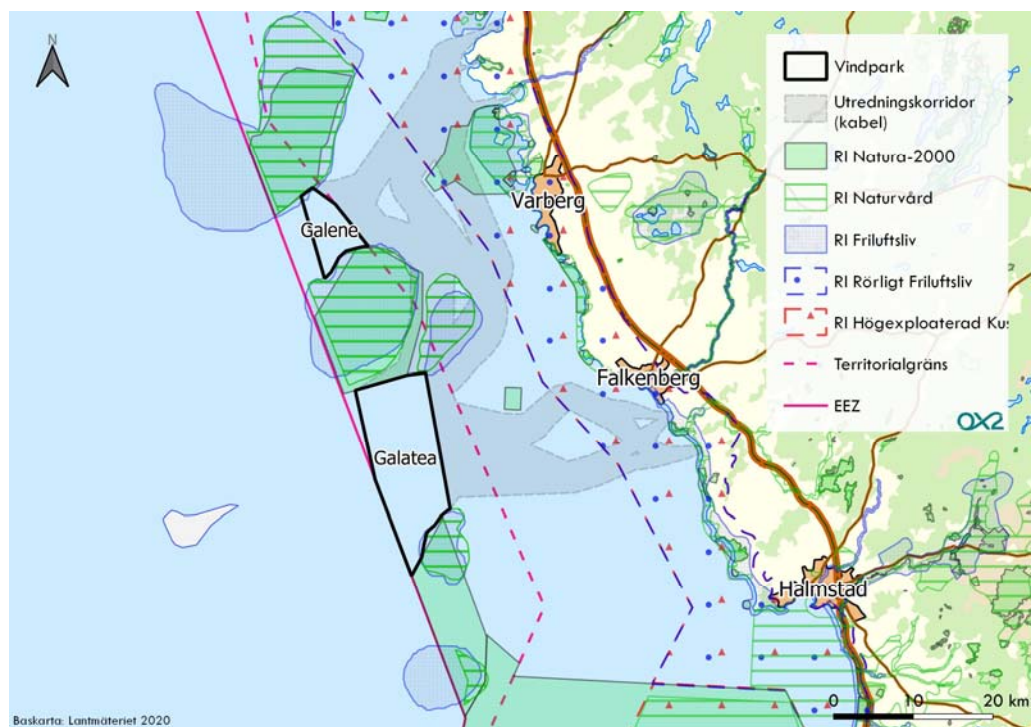 N
Vindpark
Utredningskorridor
(kabel)
RI Natura-2000
RI Naturvård
RI Friluftsliv
RI Rörligt Friluftsliv
RI Högexploaterad Kus
Territorialgräns
EEZ
OX2
Varberg
Galene
Falkenberg
Galatea
Halmstad
0 10 20 km
Baskarta: Lantmäteriet 2020